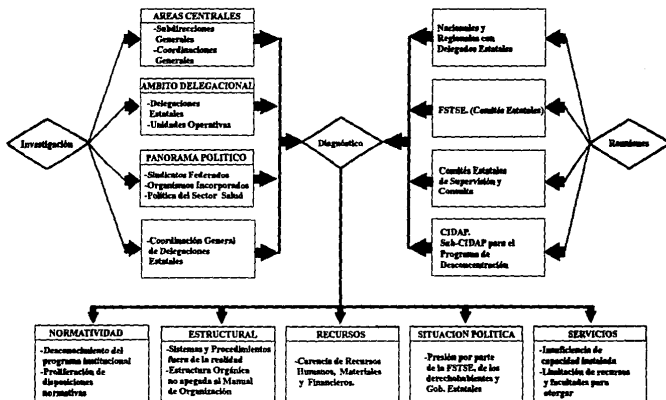 AREAS CENTRALES
-Subdirecciones
Generales
-Coordinaciones
Generales
AMBITO DELEGACIONAL
-Delegaciones
Estatales
-Unidades Operativas
Investigación
PANORAMA POLITICO
-Sindicatos Federados
-Organismos Incorporados
-Política del Sector Salud
-Coordinación General
de Delegaciones
Estatales
Diagnóstico
Nacionales y
Regionales con
Delegados Estatales
FSTSE. (Comités Estatales)
Reuniones
Comités Estatales
de Supervisión y
Consulta
CIDAP.
Sub-CIDAP para el
Programa de
Desconcentración
NORMATIVIDAD
-Desconocimiento del
programa institucional
-Proliferación de
disposiciones
normativas
ESTRUCTURAL
-Sistemas y Procedimientos
fuera de la realidad
-Estructura Orgánica
no apegada al Manual
de Organización
RECURSOS
-Carencia de Recursos
Humanos, Materiales
y Financieros.
SITUACION POLITICA
-Presión por parte
de la FSTSE, de los
derechohabientes y
Gob. Estatales
SERVICIOS
-Insuficiencia de
capacidad instalada
-Limitación de recursos
y facultades para
otorgar